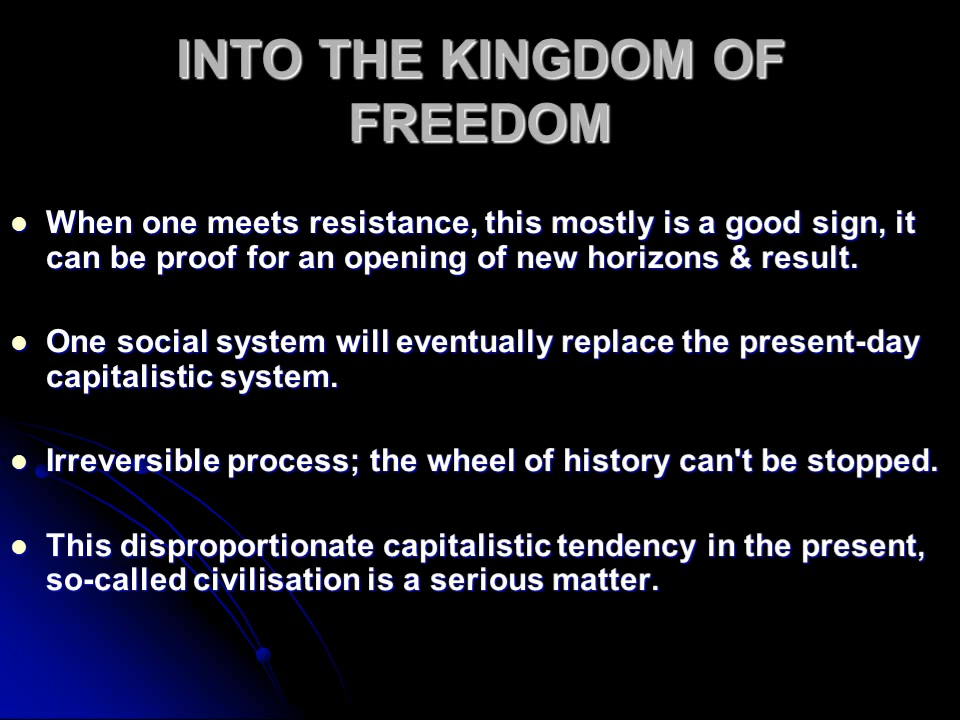 INTO THE KINGDOM OF
FREEDOM
When one meets resistance, this mostly is a good sign, it
can be proof for an opening of new horizons & result.
One social system will eventually replace the present-day
capitalistic system.
Irreversible process; the wheel of history can't be stopped.
This disproportionate capitalistic tendency in the present,
so-called civilisation is a serious matter.